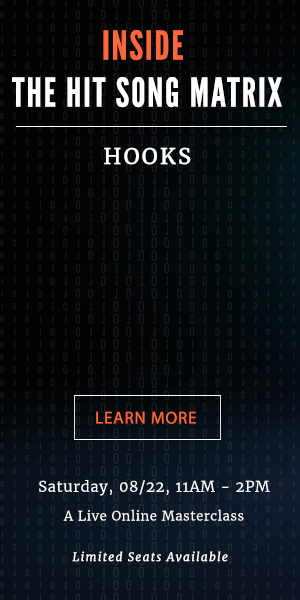 INSIDE
THE HIT SONG MATRIX
HOOKS
LEARN MORE
Saturday, 08/22, 11AM - 2PM
A Live Online Masterclass
Limited Seats Available